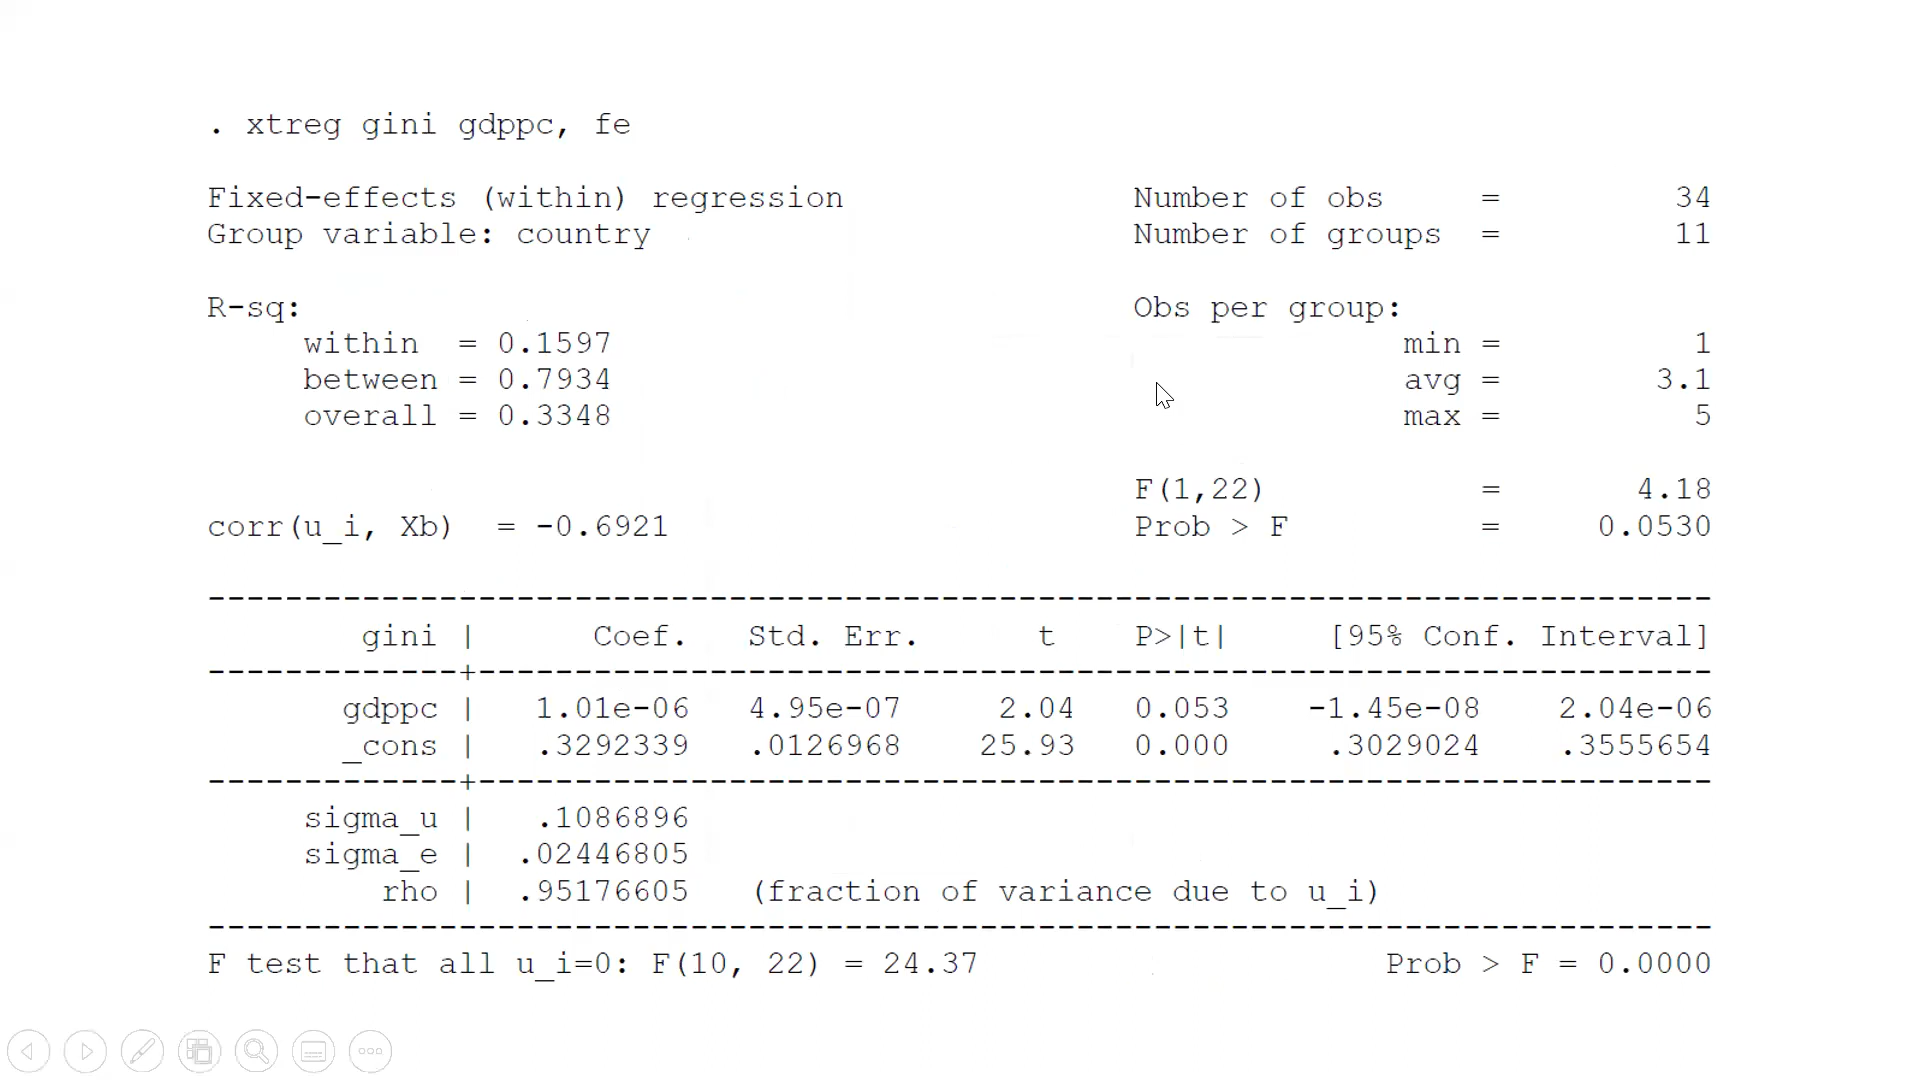 . xtreg gini gdppc, fe
Fixed-effects (within) regression Number of obs = 34
Group variable: country Number of groups = 11
R-sq: Obs per group:
within = 0.1597 min = 1
between = 0.7934 avg = 3.1
overall = 0.3348 max = 5
F(1,22) = 4.18
corr(u_i, Xb) = -0.6921 Prob > F = 0.0530
------------------------------------------------------------------------------
gini | Coef. Std. Err. t P>|t| [95% Conf. Interval]
-------------+----------------------------------------------------------------
gdppc | 1.01e-06 4.95e-07 2.04 0.053 -1.45e-08 2.04e-06
_cons | .3292339 .0126968 25.93 0.000 .3029024 .3555654
-------------+----------------------------------------------------------------
sigma_u | .1086896
sigma_e | .02446805
rho | .95176605 (fraction of variance due to u_i)
------------------------------------------------------------------------------
F test that all u_i=0: F(10, 22) = 24.37 Prob > F = 0.0000